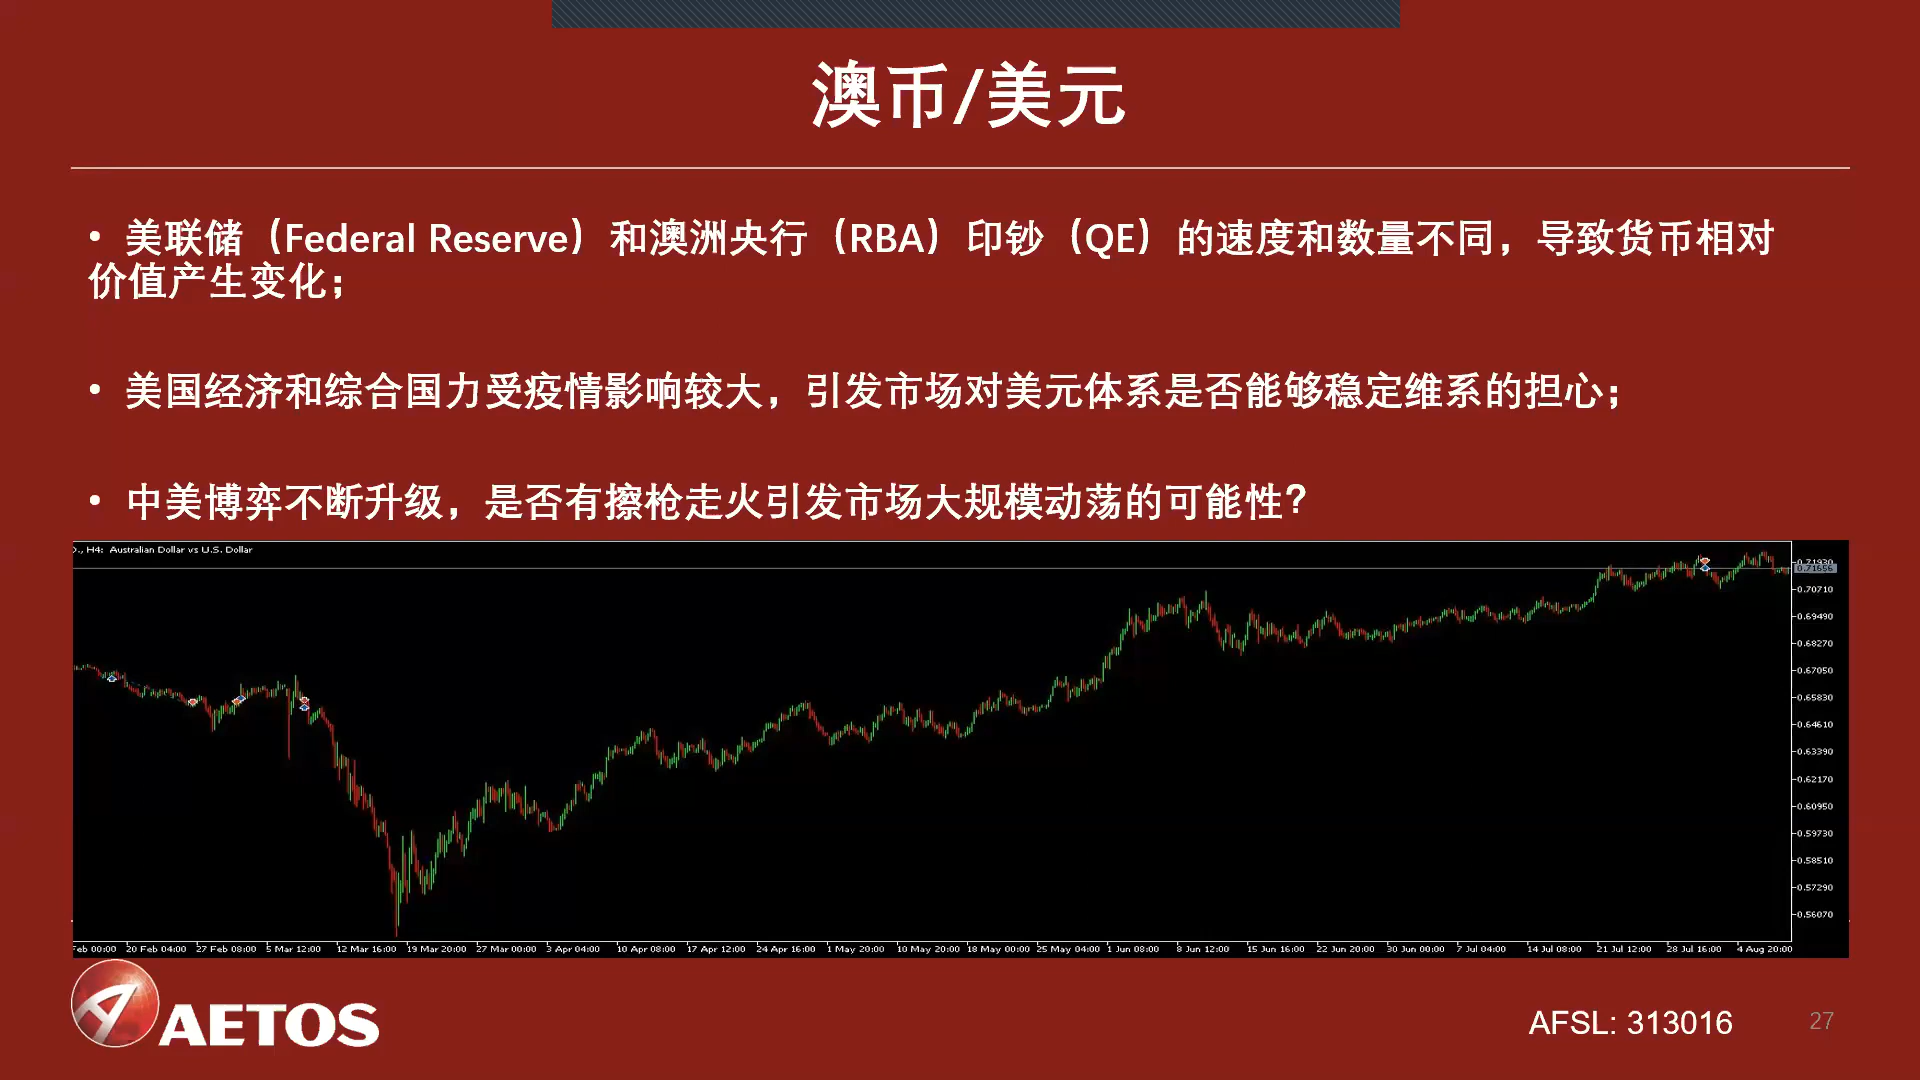 澳币/美元
• 美联储（Federal Reserve）和澳洲央行（RBA）印钞（QE）的速度和数量不同，导致货币相对
价值产生变化；
• 美国经济和综合国力受疫情影响较大，引发市场对美元体系是否能够稳定维系的担心；
• 中美博弈不断升级，是否有擦枪走火引发市场大规模动荡的可能性？
H4: Australian Dollar vs U.S. Dollar
0.71930
0.70711
0.69490
0.68270
0.67050
0.65830
0.64610
0.63390
0.62170
0.60950
0.59730
0.58510
0.57290
0.56070
Feb 00:00 20 Feb 04:00 27 Feb 08:00 5 Mar 12:00 12 Mar 16:00 19 Mar 20:00 27 Mar 00:00 3 Apr 04:00 10 Apr 08:00 17 Apr 12:00 24 Apr 16:00 1 May 20:00 10 May 20:00 18 May 00:00 25 May 04:00 1 Jun 08:00 8 Jun 12:00 15 Jun 16:00 22 Jun 20:00 30 Jun 00:00 7 Jul 04:00 14 Jul 08:00 21 Jul 12:00 28 Jul 16:00 4 Aug 20:00
AETOS
AFSL: 313016
27